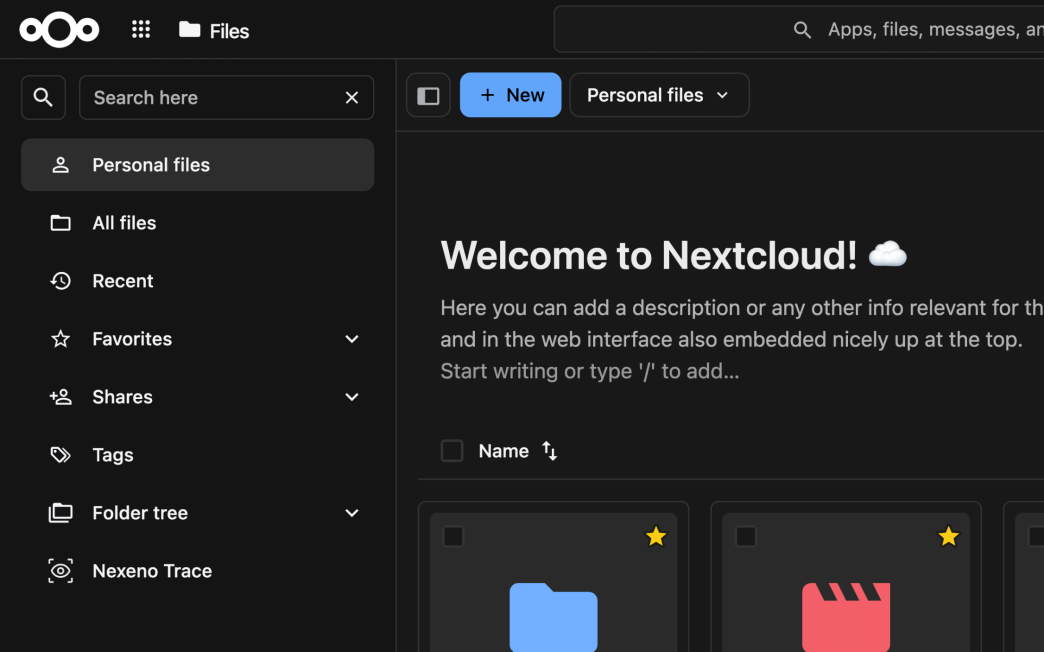 Files
Apps, files, messages, an
Search here
+ New
Personal files
Personal files
All files
Recent
Favorites
Shares
Tags
Folder tree
Nexeno Trace
Welcome to Nextcloud! ☁️
Here you can add a description or any other info relevant for th
and in the web interface also embedded nicely up at the top.
Start writing or type '/' to add...
Name